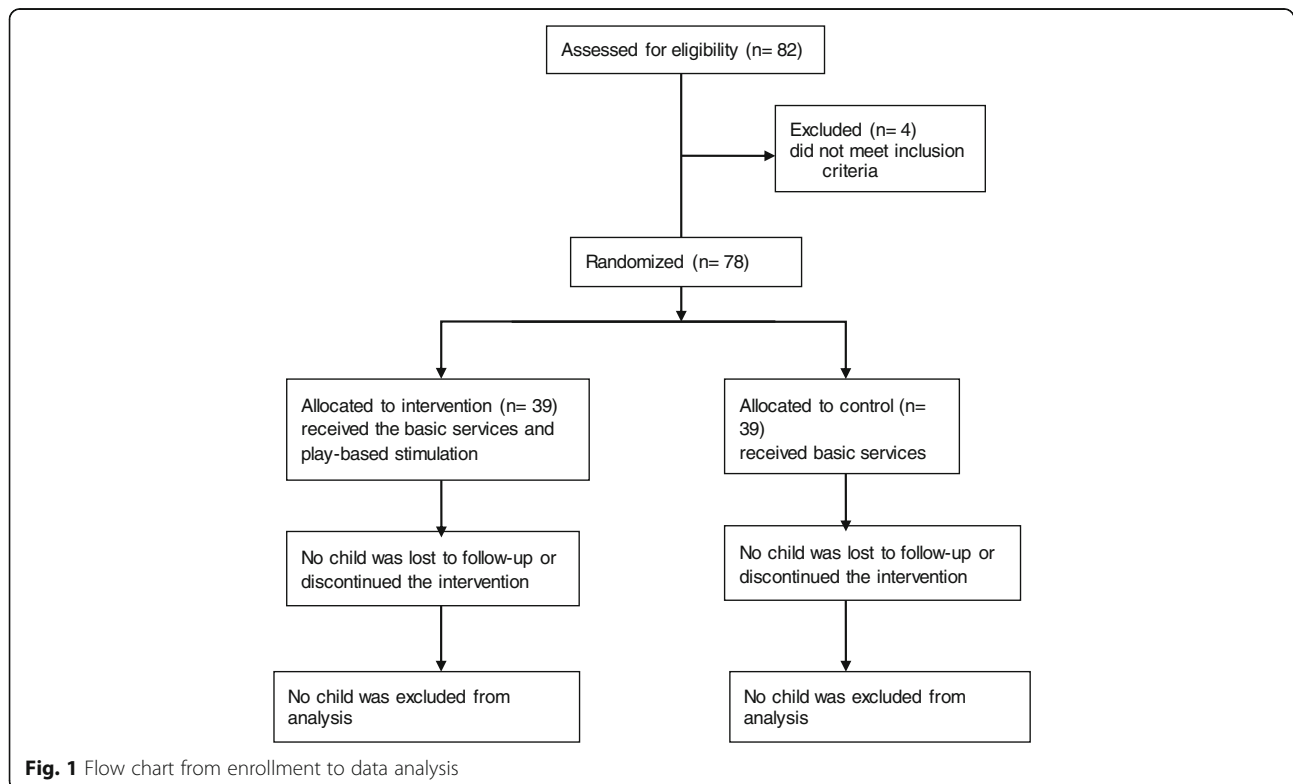 Assessed for eligibility (n= 82)
Excluded (n= 4)
did not meet inclusion
criteria
Randomized (n= 78)
Allocated to intervention (n= 39)
received the basic services and
play-based stimulation
Allocated to control (n=
39)
received basic services
No child was lost to follow-up or
discontinued the intervention
No child was lost to follow-up or
discontinued the intervention
No child was excluded from
analysis
No child was excluded from
analysis
Fig. 1 Flow chart from enrollment to data analysis